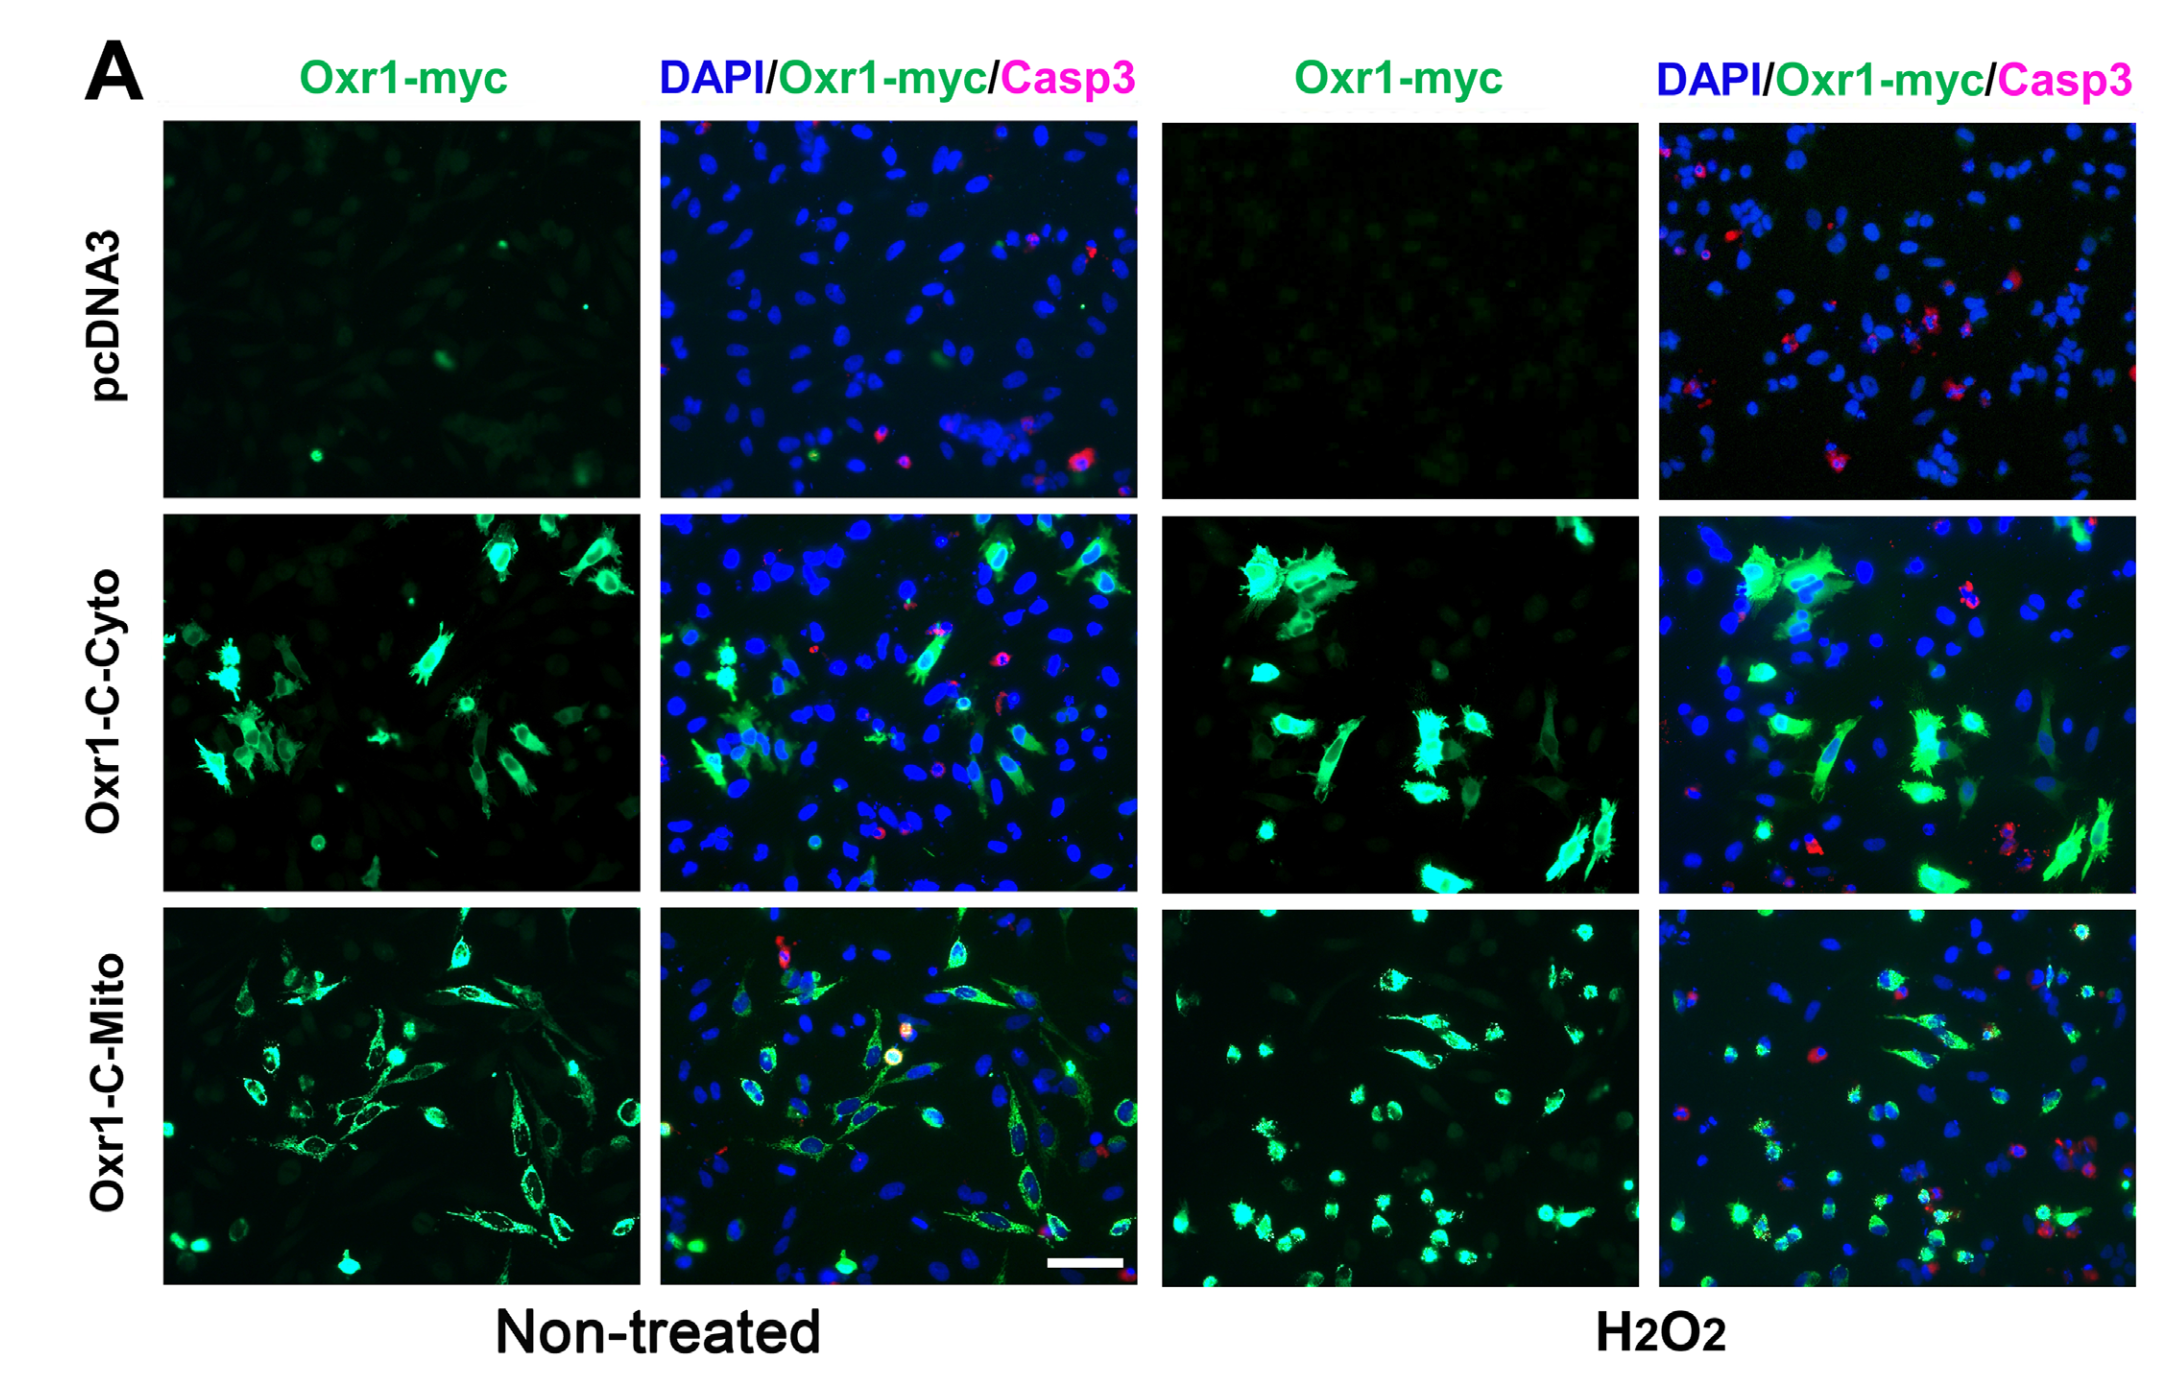 A
Oxr1-myc
DAPI/Oxr1-myc/Casp3
Oxr1-myc
DAPI/Oxr1-myc/Casp3
pcDNA3
Oxr1-C-Cyto
Oxr1-C-Mito
Non-treated
H2O2